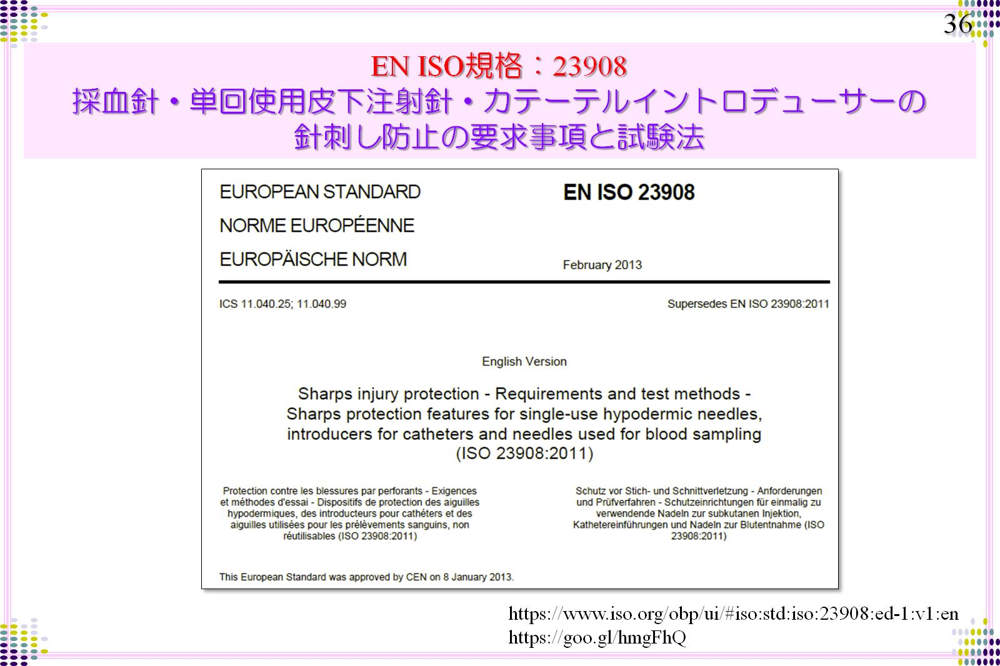 36
EN ISO規格：23908
採血針・単回使用皮下注射針・カテーテルイントロデューサーの
針刺し防止の要求事項と試験法
EUROPEAN STANDARD
NORME EUROPÉENNE
EUROPÄISCHE NORM
EN ISO 23908
February 2013
ICS 11.040.25; 11.040.99
Supersedes EN ISO 23908:2011
English Version
Sharps injury protection - Requirements and test methods -
Sharps protection features for single-use hypodermic needles,
introducers for catheters and needles used for blood sampling
(ISO 23908:2011)
Protection contre les blessures par perforants - Exigences
et méthodes d'essai - Dispositifs de protection des aiguilles
hypodermiques, des introducteurs pour cathéters et des
aiguilles utilisées pour les prélèvements sanguins, non
réutilisables (ISO 23908:2011)
Schutz vor Stich- und Schnittverletzung - Anforderungen
und Prüfverfahren - Schutzeinrichtungen für einmalig zu
verwendende Nadeln zur subkutanen Injektion,
Kathetereinführungen und Nadeln zur Blutentnahme (ISO
23908:2011)
This European Standard was approved by CEN on 8 January 2013.
https://www.iso.org/obp/ui/#iso:std:iso:23908:ed-1:v1:en
https://goo.gl/hmgFhQ